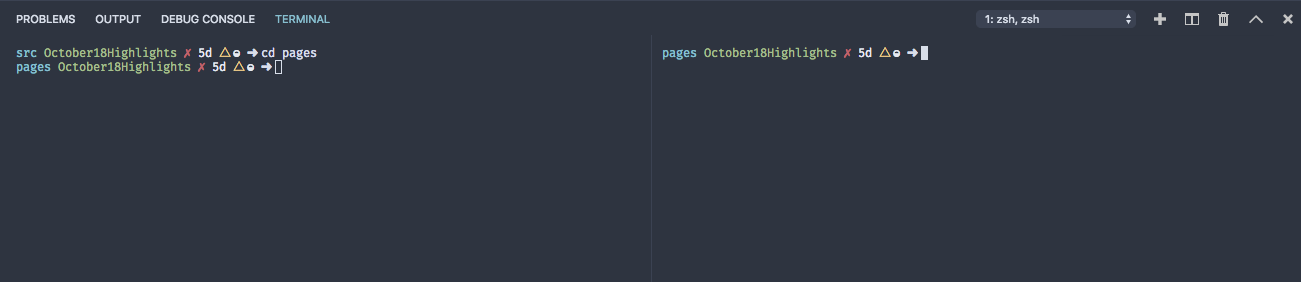 PROBLEMS OUTPUT DEBUG CONSOLE TERMINAL 1: zsh, zsh
src October18Highlights ✗ 5d △◒ ➜cd pages
pages October18Highlights ✗ 5d △◒ ➜
pages October18Highlights ✗ 5d △◒ ➜